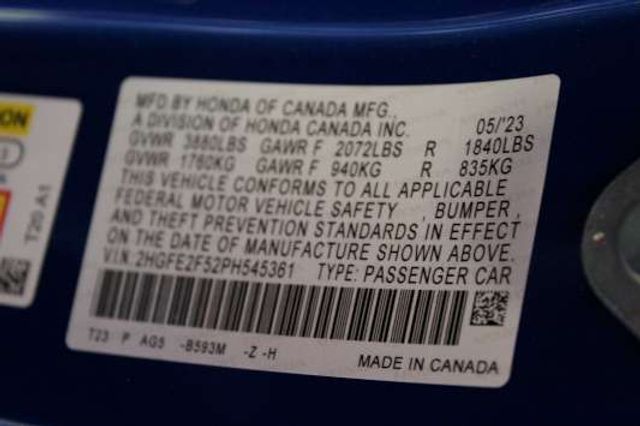 MFD BY HONDA OF CANADA MFG.,
A DIVISION OF HONDA CANADA INC. 05/'23
GVWR 3880LBS GAWR F 2072LBS R 1840LBS
GVWR 1760KG GAWR F 940KG R 835KG
THIS VEHICLE CONFORMS TO ALL APPLICABLE
FEDERAL MOTOR VEHICLE SAFETY , BUMPER ,
AND THEFT PREVENTION STANDARDS IN EFFECT
ON THE DATE OF MANUFACTURE SHOWN ABOVE.
V.I.N. 2HGFE2F52PH545361 TYPE: PASSENGER CAR
T23 P AG5 -B593M -Z -H
MADE IN CANADA
ON
T20 A1